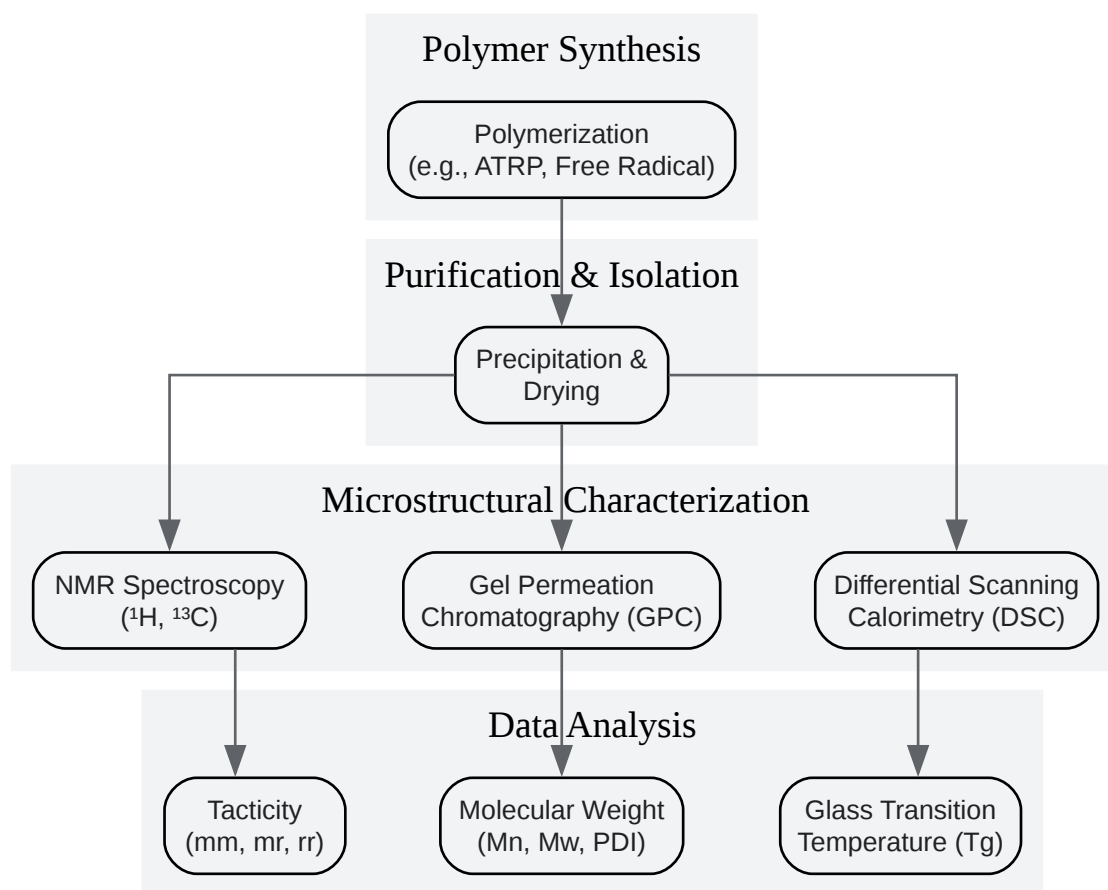 Polymer Synthesis
Polymerization
(e.g., ATRP, Free Radical)
Purification & Isolation
Precipitation &
Drying
Microstructural Characterization
NMR Spectroscopy
(¹H, ¹³C)
Gel Permeation
Chromatography (GPC)
Differential Scanning
Calorimetry (DSC)
Data Analysis
Tacticity
(mm, mr, rr)
Molecular Weight
(Mn, Mw, PDI)
Glass Transition
Temperature (Tg)